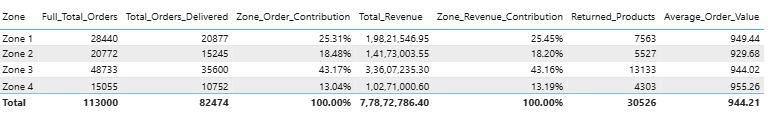 Zone Full_Total_Orders Total_Orders_Delivered Zone_Order_Contribution Total_Revenue Zone_Revenue_Contribution Returned_Products Average_Order_Value
Zone 1 28440 20877 25.31% 1,98,21,546.95 25.45% 7563 949.44
Zone 2 20772 15245 18.48% 1,41,73,003.55 18.20% 5527 929.68
Zone 3 48733 35600 43.17% 3,36,07,235.30 43.16% 13133 944.02
Zone 4 15055 10752 13.04% 1,02,71,000.60 13.19% 4303 955.26
Total 113000 82474 100.00% 7,78,72,786.40 100.00% 30526 944.21